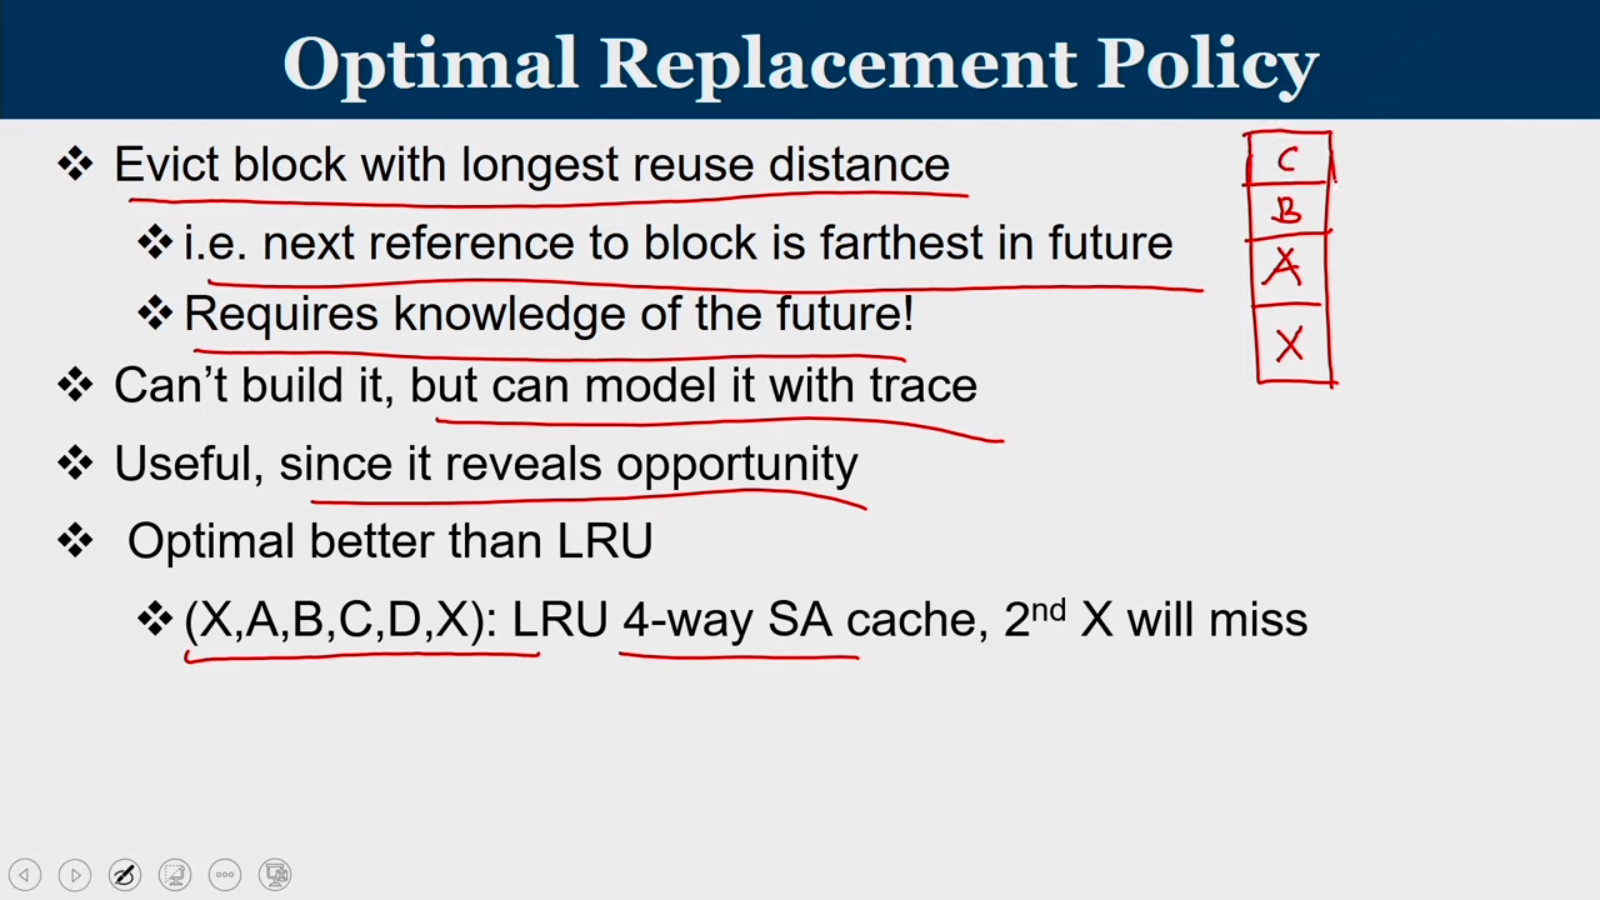 Optimal Replacement Policy
❖ Evict block with longest reuse distance
❖ i.e. next reference to block is farthest in future
❖ Requires knowledge of the future!
❖ Can't build it, but can model it with trace
❖ Useful, since it reveals opportunity
❖ Optimal better than LRU
❖ (X,A,B,C,D,X): LRU 4-way SA cache, 2nd X will miss
C
B
A
X